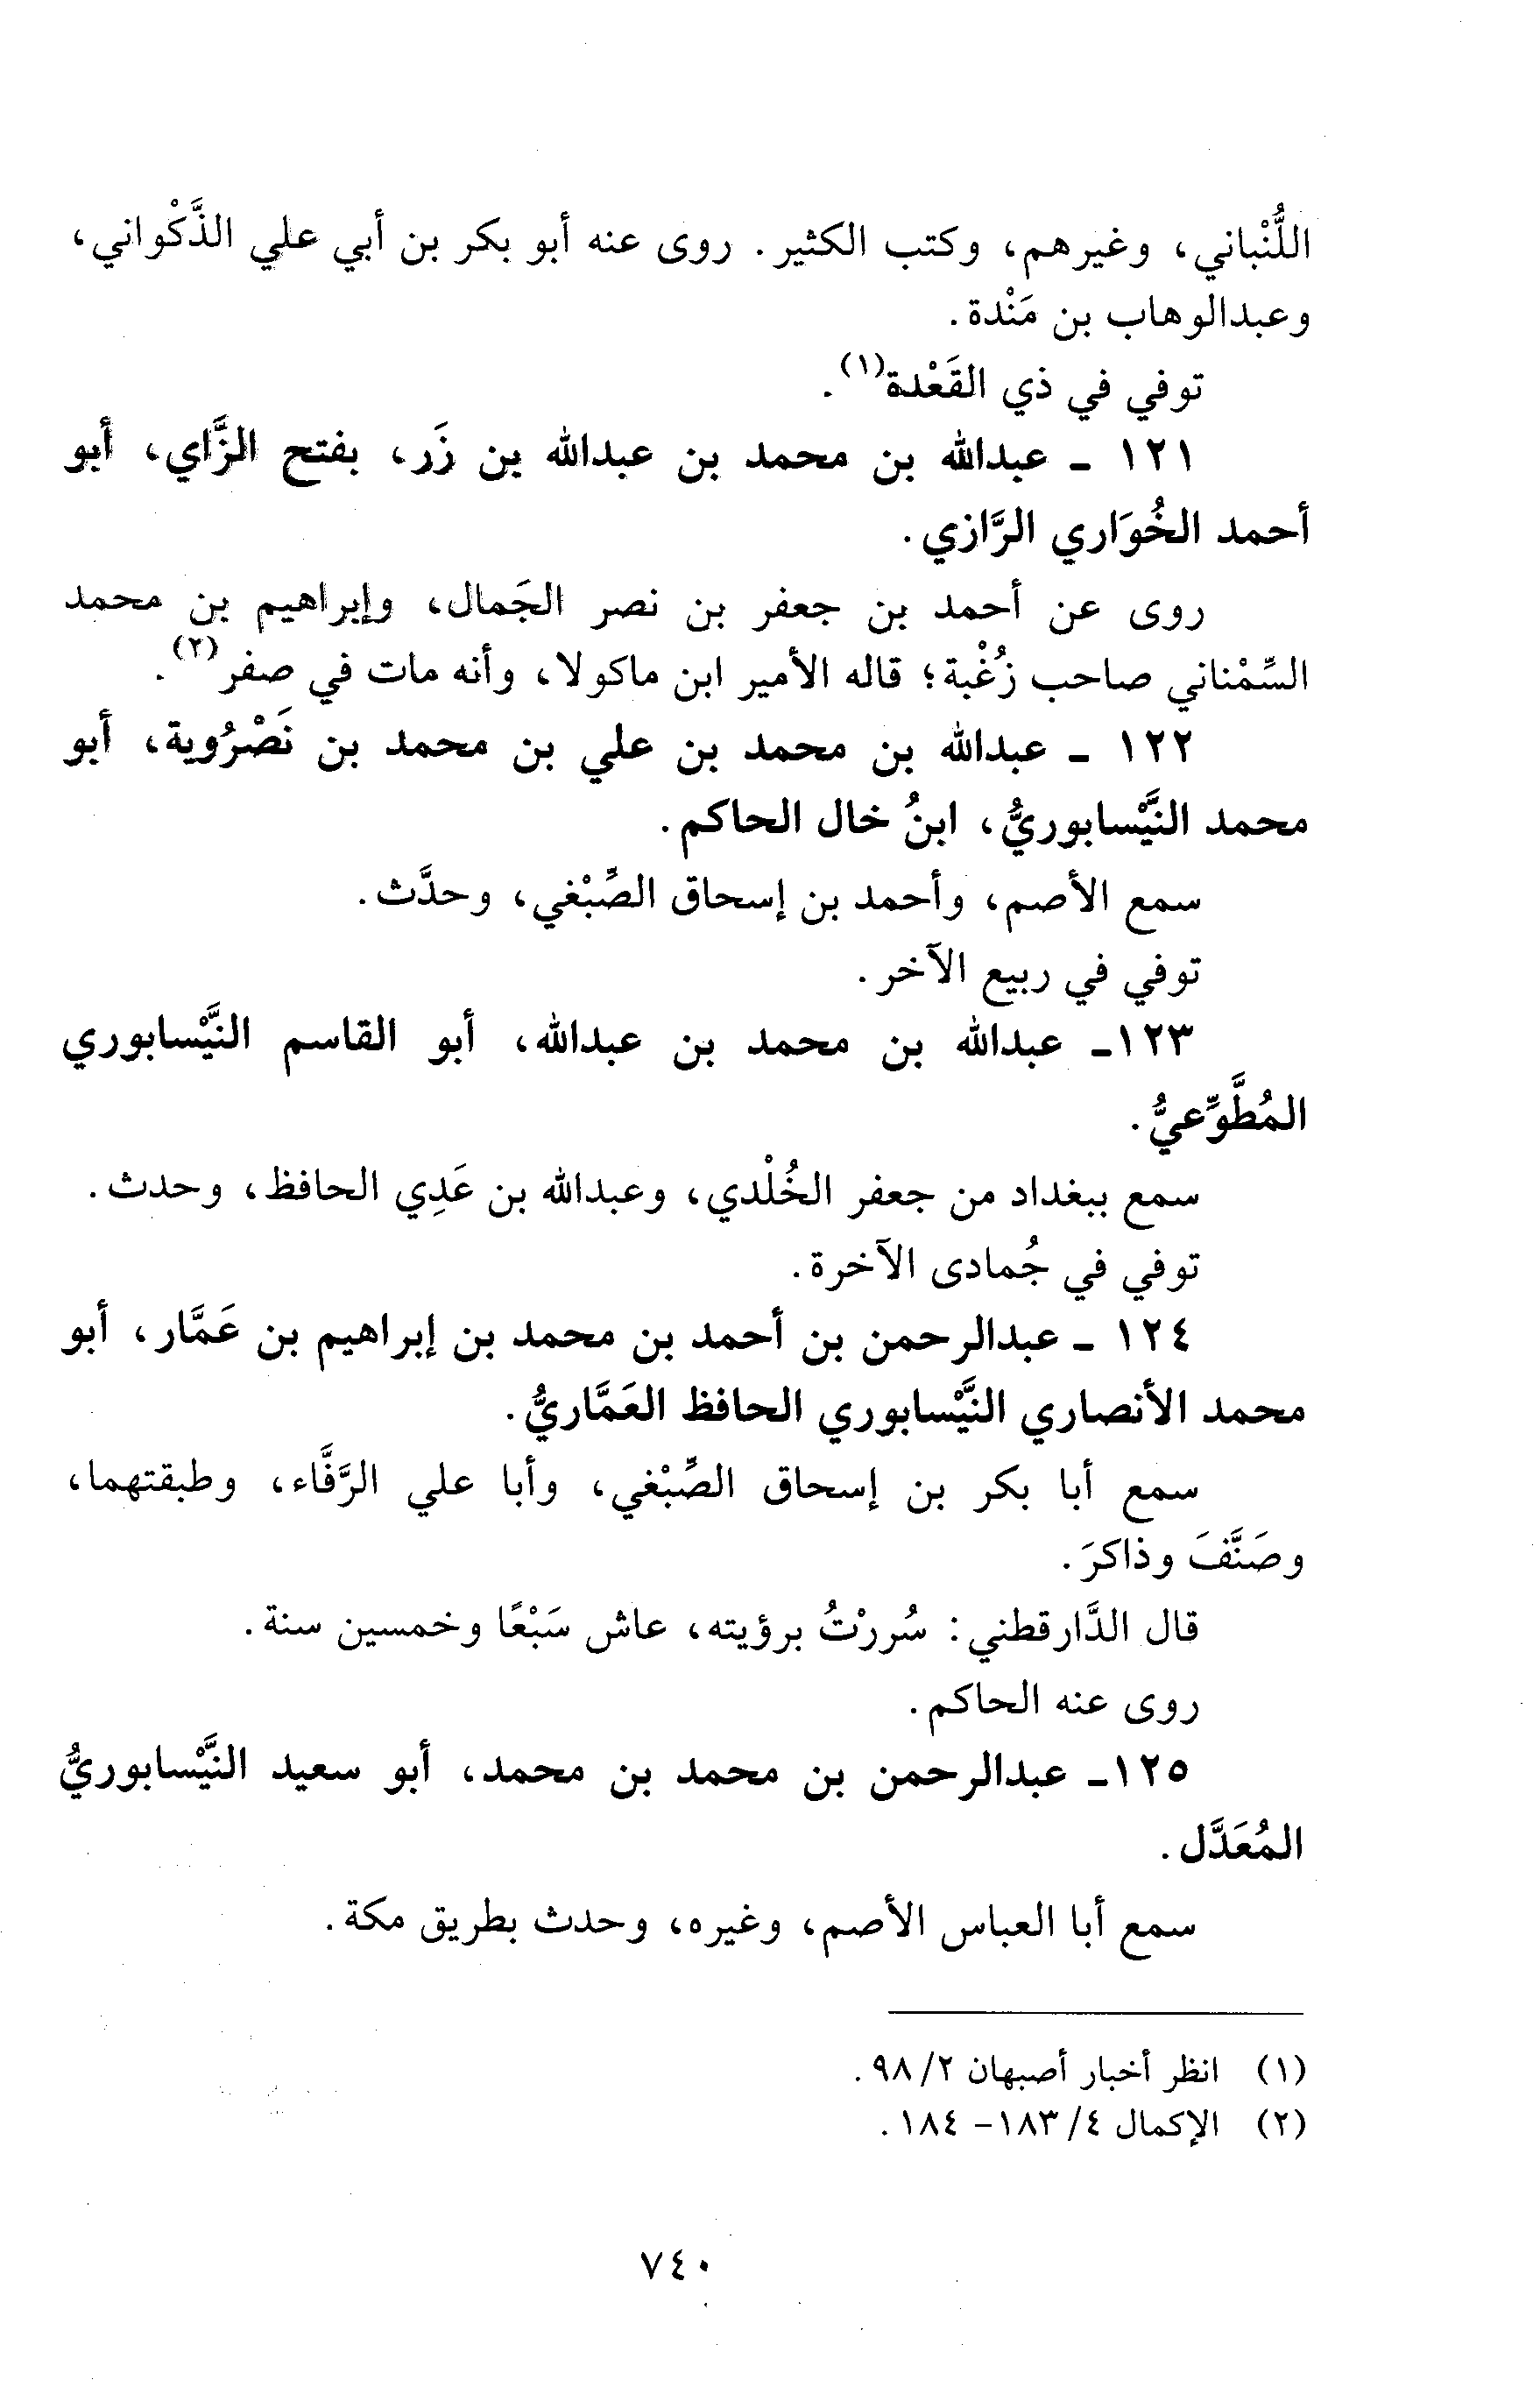 اللُّنْباني، وغيرهم، وكتب الكثير. روى عنه أبو بكر بن أبي علي الذَّكْواني،
وعبدالوهاب بن مَنْدة.
توفي في ذي القَعْدة(١).
١٢١ ـ عبدالله بن محمد بن عبدالله بن زَر، بفتح الزَّاي، أبو
أحمد الخُوَاري الرَّازي.
روى عن أحمد بن جعفر بن نصر الجَمال، وإبراهيم بن محمد
السِّمْناني صاحب زُغْبة؛ قاله الأمير ابن ماكولا، وأنه مات في صفر(٢).
١٢٢ ـ عبدالله بن محمد بن علي بن محمد بن نَصْرُوية، أبو
محمد النَّيْسابوريُّ، ابنُ خال الحاكم.
سمع الأصم، وأحمد بن إسحاق الصِّبْغي، وحدَّث.
توفي في ربيع الآخر.
١٢٣ـ عبدالله بن محمد بن عبدالله، أبو القاسم النَّيْسابوري
المُطَّوِّعيُّ.
سمع ببغداد من جعفر الخُلْدي، وعبدالله بن عَدِي الحافظ، وحدث.
توفي في جُمادى الآخرة.
١٢٤ ـ عبدالرحمن بن أحمد بن محمد بن إبراهيم بن عَمَّار، أبو
محمد الأنصاري النَّيْسابوري الحافظ العَمَّاريُّ.
سمع أبا بكر بن إسحاق الصِّبْغي، وأبا علي الرَّفَّاء، وطبقتهما،
وصَنَّفَ وذاكرَ.
قال الدَّارقطني: سُررْتُ برؤيته، عاش سَبْعًا وخمسين سنة.
روى عنه الحاكم.
١٢٥ـ عبدالرحمن بن محمد بن محمد، أبو سعيد النَّيْسابوريُّ
المُعَدَّل.
سمع أبا العباس الأصم، وغيره، وحدث بطريق مكة.
(١) انظر أخبار أصبهان ٢/ ٩٨.
(٢) الإكمال ٤/ ١٨٣- ١٨٤.
٧٤٠